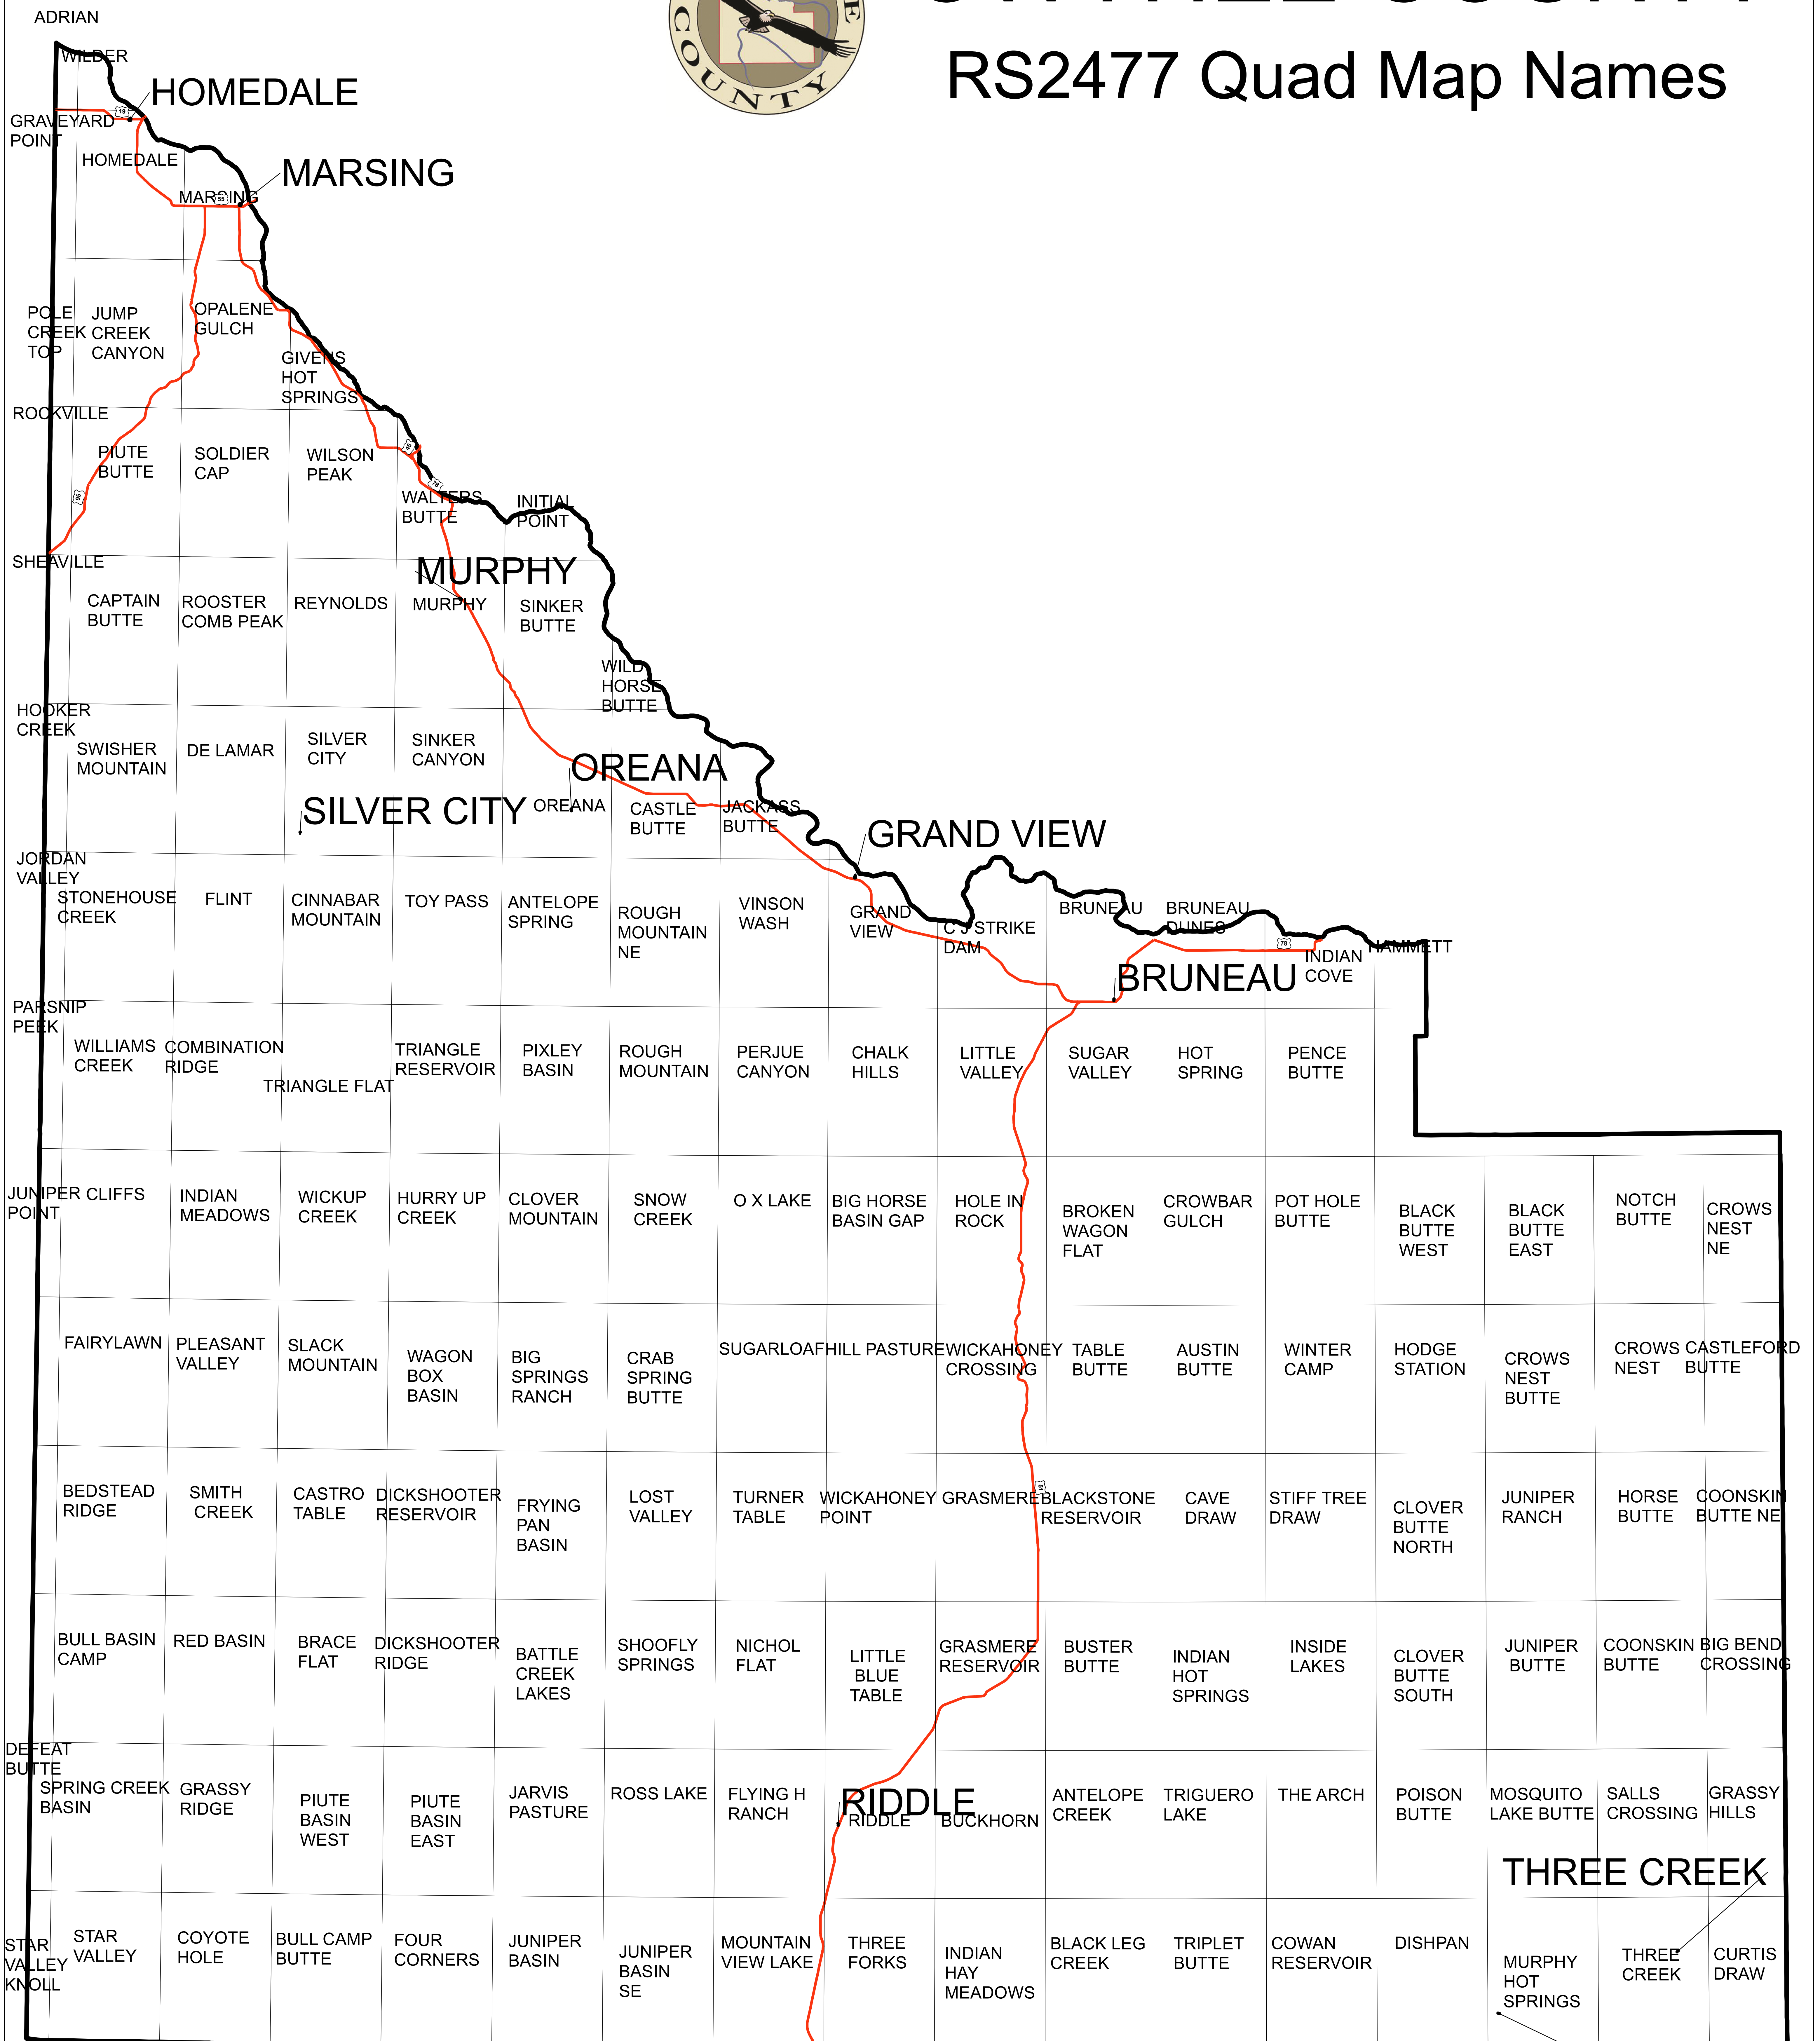 COUNTY
RS2477 Quad Map Names
ADRIAN
WILDER
HOMEDALE
19
GRAVEYARD
POINT
HOMEDALE
MARSING
MARSING
55
POLE
CREEK
TOP
JUMP
CREEK
CANYON
OPALENE
GULCH
GIVENS
HOT
SPRINGS
ROCKVILLE
PIUTE
BUTTE
SOLDIER
CAP
WILSON
PEAK
45
78
95
WALTERS
BUTTE
INITIAL
POINT
SHEAVILLE
MURPHY
CAPTAIN
BUTTE
ROOSTER
COMB PEAK
REYNOLDS
MURPHY
SINKER
BUTTE
WILD
HORSE
BUTTE
HOOKER
CREEK
SWISHER
MOUNTAIN
DE LAMAR
SILVER
CITY
SINKER
CANYON
OREANA
SILVER CITY
OREANA
CASTLE
BUTTE
JACKASS
BUTTE
GRAND VIEW
JORDAN
VALLEY
STONEHOUSE
CREEK
FLINT
CINNABAR
MOUNTAIN
TOY PASS
ANTELOPE
SPRING
ROUGH
MOUNTAIN
NE
VINSON
WASH
GRAND
VIEW
C J STRIKE
DAM
BRUNEAU
BRUNEAU
DUNES
78
INDIAN
COVE
HAMMETT
BRUNEAU
PARSNIP
PEEK
WILLIAMS
CREEK
COMBINATION
RIDGE
TRIANGLE FLAT
TRIANGLE
RESERVOIR
PIXLEY
BASIN
ROUGH
MOUNTAIN
PERJUE
CANYON
CHALK
HILLS
LITTLE
VALLEY
SUGAR
VALLEY
HOT
SPRING
PENCE
BUTTE
JUNIPER
POINT
CLIFFS
INDIAN
MEADOWS
WICKUP
CREEK
HURRY UP
CREEK
CLOVER
MOUNTAIN
SNOW
CREEK
O X LAKE
BIG HORSE
BASIN GAP
HOLE IN
ROCK
BROKEN
WAGON
FLAT
CROWBAR
GULCH
POT HOLE
BUTTE
BLACK
BUTTE
WEST
BLACK
BUTTE
EAST
NOTCH
BUTTE
CROWS
NEST
NE
FAIRYLAWN
PLEASANT
VALLEY
SLACK
MOUNTAIN
WAGON
BOX
BASIN
BIG
SPRINGS
RANCH
CRAB
SPRING
BUTTE
SUGARLOAF
HILL PASTURE
WICKAHONEY
CROSSING
TABLE
BUTTE
AUSTIN
BUTTE
WINTER
CAMP
HODGE
STATION
CROWS
NEST
BUTTE
CROWS
NEST
CASTLEFORD
BUTTE
BEDSTEAD
RIDGE
SMITH
CREEK
CASTRO
TABLE
DICKSHOOTER
RESERVOIR
FRYING
PAN
BASIN
LOST
VALLEY
TURNER
TABLE
WICKAHONEY
POINT
GRASMERE
51
BLACKSTONE
RESERVOIR
CAVE
DRAW
STIFF TREE
DRAW
CLOVER
BUTTE
NORTH
JUNIPER
RANCH
HORSE
BUTTE
COONSKIN
BUTTE NE
BULL BASIN
CAMP
RED BASIN
BRACE
FLAT
DICKSHOOTER
RIDGE
BATTLE
CREEK
LAKES
SHOOFLY
SPRINGS
NICHOL
FLAT
LITTLE
BLUE
TABLE
GRASMERE
RESERVOIR
BUSTER
BUTTE
INDIAN
HOT
SPRINGS
INSIDE
LAKES
CLOVER
BUTTE
SOUTH
JUNIPER
BUTTE
COONSKIN
BUTTE
BIG BEND
CROSSING
DEFEAT
BUTTE
SPRING CREEK
BASIN
GRASSY
RIDGE
PIUTE
BASIN
WEST
PIUTE
BASIN
EAST
JARVIS
PASTURE
ROSS LAKE
FLYING H
RANCH
RIDDLE
RIDDLE
BUCKHORN
ANTELOPE
CREEK
TRIGUERO
LAKE
THE ARCH
POISON
BUTTE
MOSQUITO
LAKE BUTTE
SALLS
CROSSING
GRASSY
HILLS
THREE CREEK
STAR
VALLEY
KNOLL
STAR
VALLEY
COYOTE
HOLE
BULL CAMP
BUTTE
FOUR
CORNERS
JUNIPER
BASIN
JUNIPER
BASIN
SE
MOUNTAIN
VIEW LAKE
THREE
FORKS
INDIAN
HAY
MEADOWS
BLACK LEG
CREEK
TRIPLET
BUTTE
COWAN
RESERVOIR
DISHPAN
MURPHY
HOT
SPRINGS
THREE
CREEK
CURTIS
DRAW